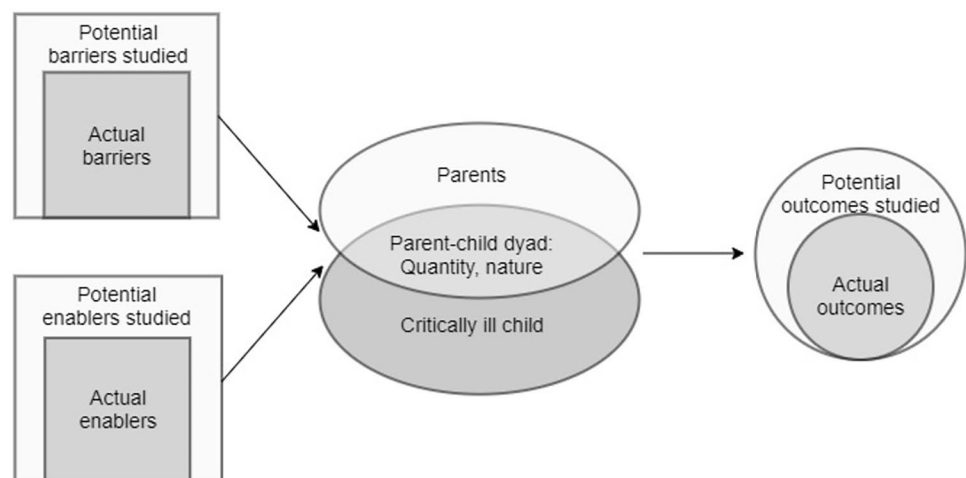 Potential
barriers studied
Actual
barriers
Potential
enablers studied
Actual
enablers
Parents
Parent-child dyad:
Quantity, nature
Critically ill child
Potential
outcomes studied
Actual
outcomes